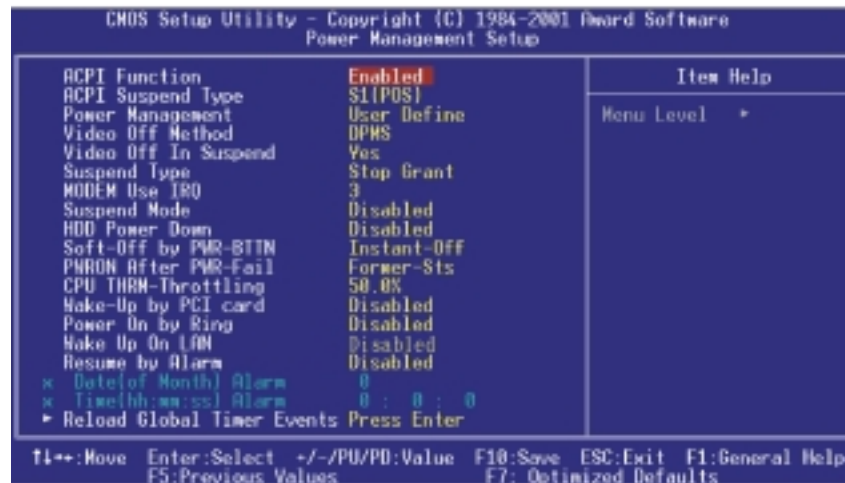 CMOS Setup Utility - Copyright (C) 1984-2001 Award Software
Power Management Setup
ACPI Function Enabled
ACPI Suspend Type S1(POS)
Power Management User Define
Video Off Method DPMS
Video Off In Suspend Yes
Suspend Type Stop Grant
MODEM Use IRQ 3
Suspend Mode Disabled
HDD Power Down Disabled
Soft-Off by PWR-BTTN Instant-Off
PWRON After PWR-Fail Former-Sts
CPU THRM-Throttling 50.0%
Wake-Up by PCI card Disabled
Power On by Ring Disabled
Wake Up On LAN Disabled
Resume by Alarm Disabled
x Date(of Month) Alarm 0
x Time(hh:mm:ss) Alarm 0 : 0 : 0
► Reload Global Timer Events Press Enter
Item Help
Menu Level ►
↑↓→←:Move Enter:Select +/-/PU/PD:Value F10:Save ESC:Exit F1:General Help
F5:Previous Values F7: Optimized Defaults